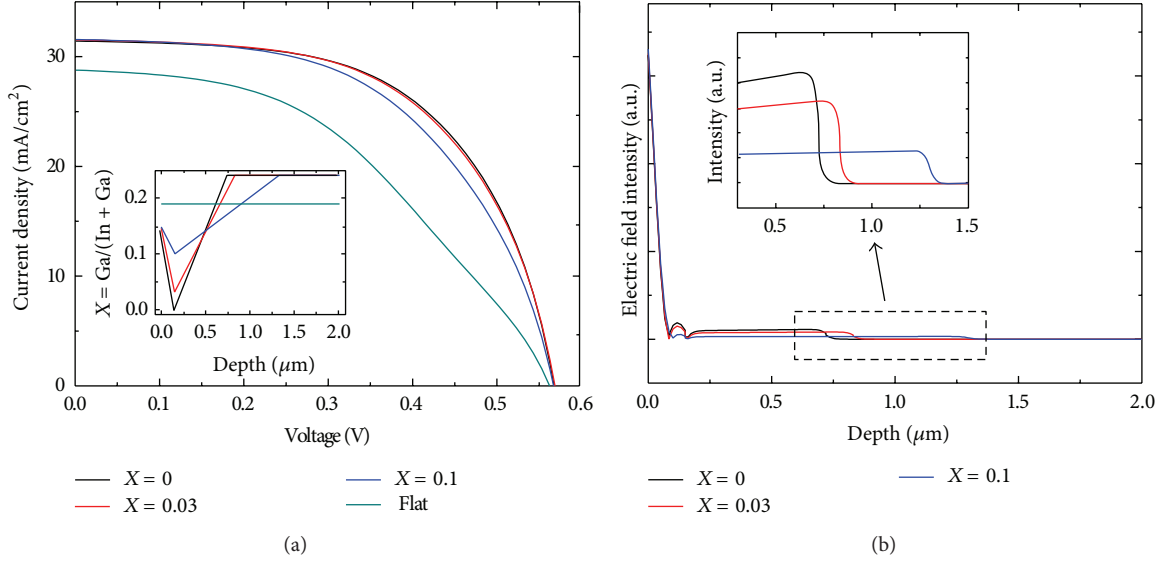 30
20
10
0
Current density (mA/cm²)
0.0 0.1 0.2 0.3 0.4 0.5 0.6
Voltage (V)
0.2
0.1
0.0
X = Ga/(In + Ga)
0.0 0.5 1.0 1.5 2.0
Depth (μm)
X = 0
X = 0.03
X = 0.1
Flat
(a)
Electric field intensity (a.u.)
0.0 0.5 1.0 1.5 2.0
Depth (μm)
Intensity (a.u.)
0.5 1.0 1.5
X = 0
X = 0.03
X = 0.1
(b)